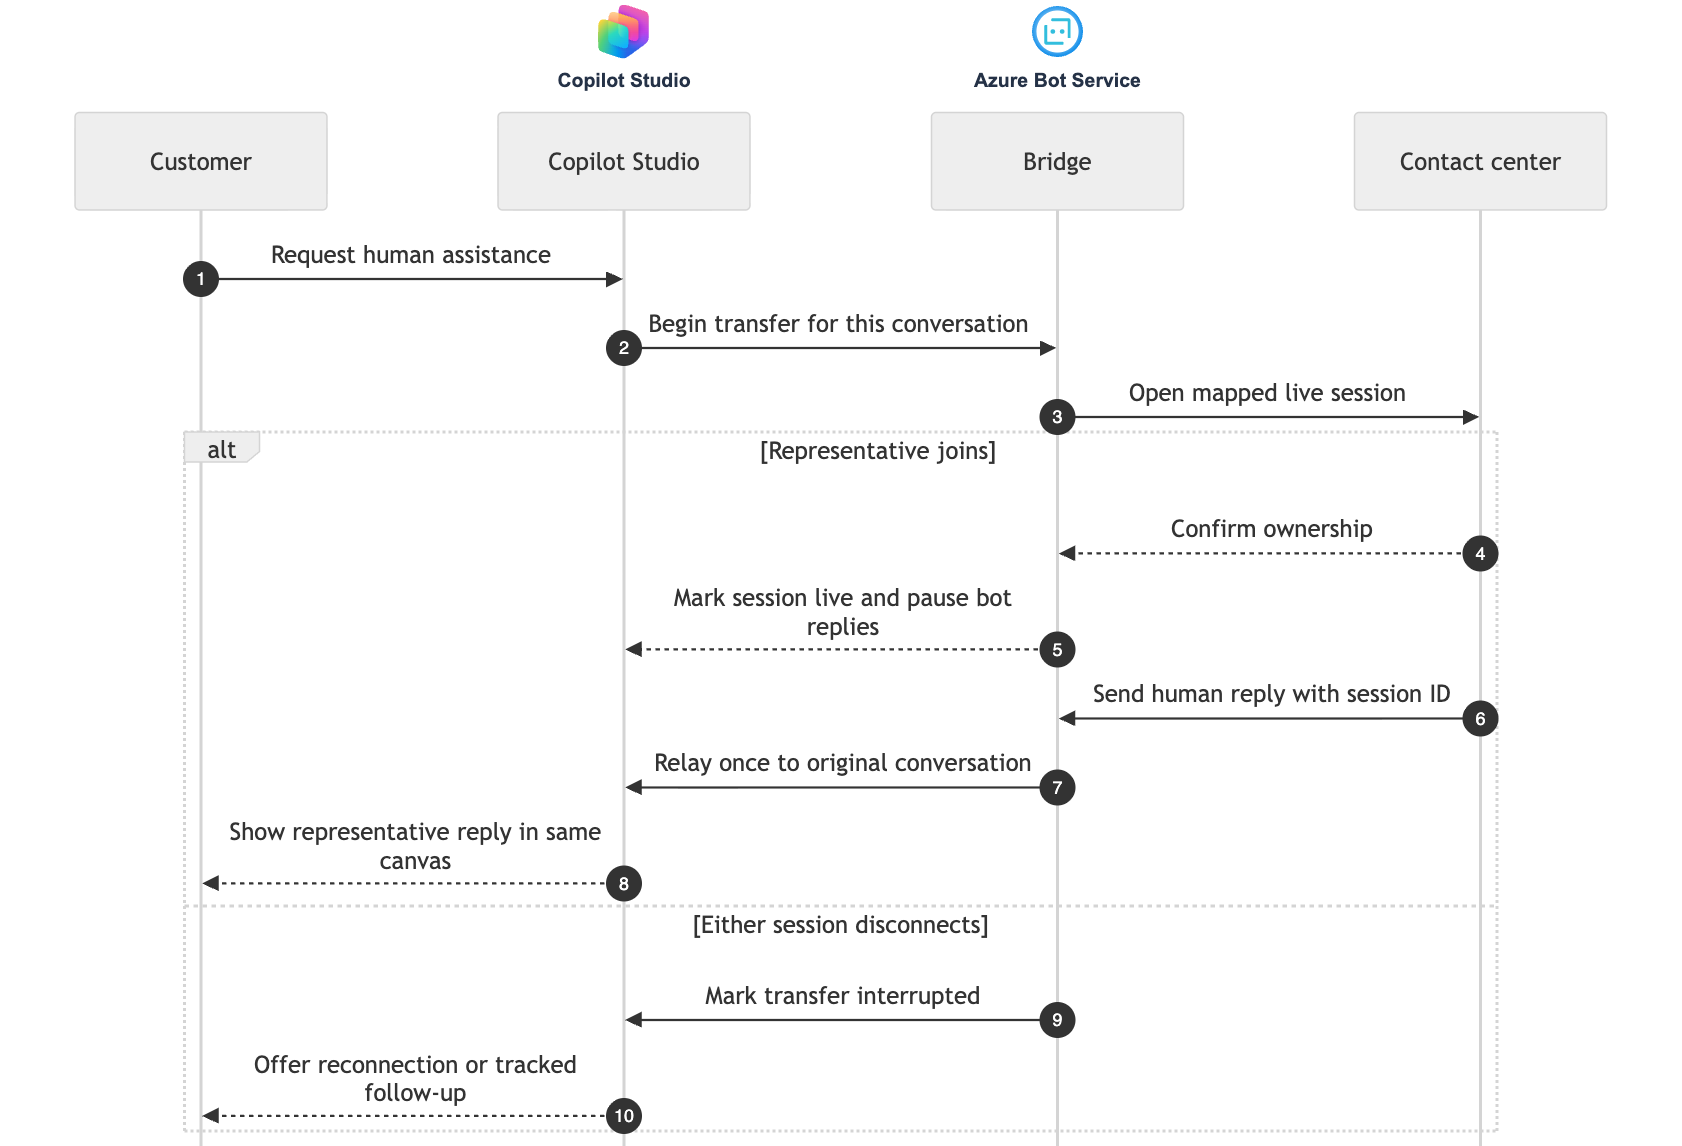 Copilot Studio
Azure Bot Service
Customer
Copilot Studio
Bridge
Contact center
Request human assistance
1
Begin transfer for this conversation
2
Open mapped live session
3
alt
[Representative joins]
Confirm ownership
4
Mark session live and pause bot
replies
5
Send human reply with session ID
6
Relay once to original conversation
7
Show representative reply in same
canvas
8
[Either session disconnects]
Mark transfer interrupted
9
Offer reconnection or tracked
follow-up
10